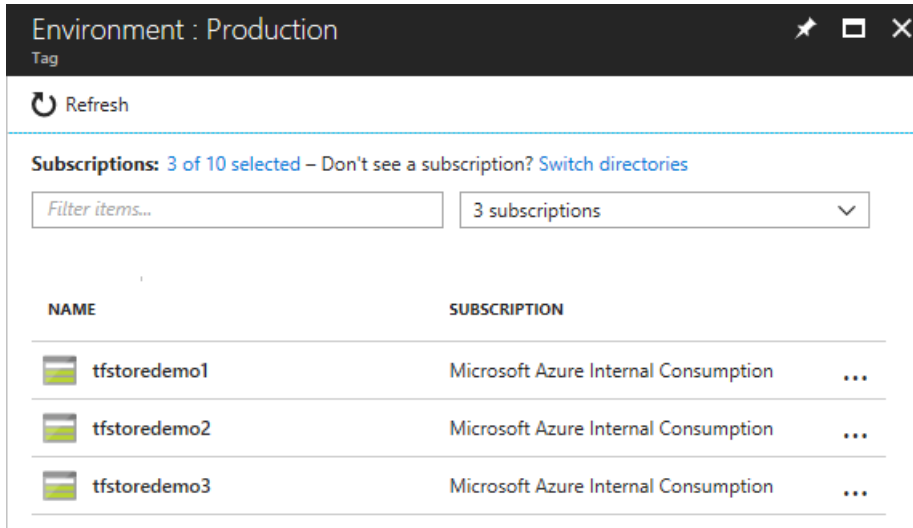 Environment : Production
Tag
Refresh
Subscriptions: 3 of 10 selected – Don't see a subscription? Switch directories
Filter items... 3 subscriptions
NAME SUBSCRIPTION
tfstoredemo1 Microsoft Azure Internal Consumption ...
tfstoredemo2 Microsoft Azure Internal Consumption ...
tfstoredemo3 Microsoft Azure Internal Consumption ...